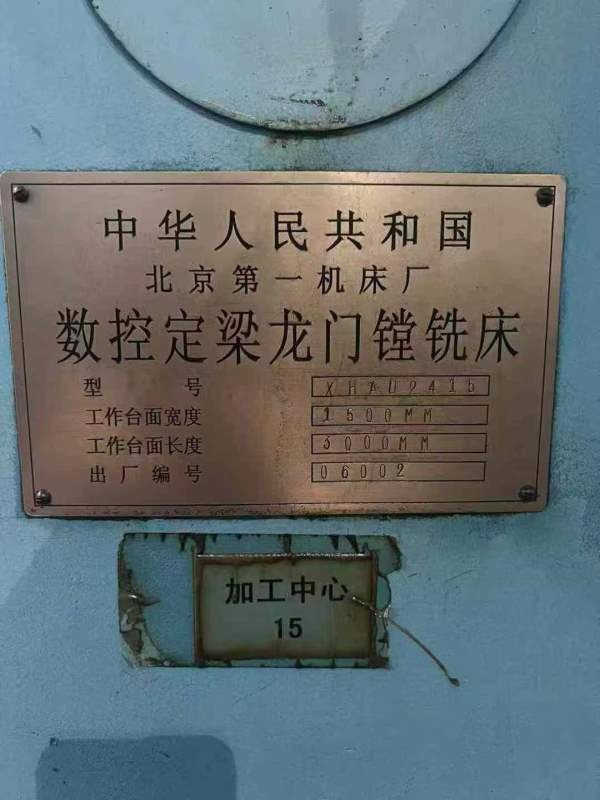 中华人民共和国
北京第一机床厂
数控定梁龙门镗铣床
型 号 XHAU2415
工作台面宽度 1500MM
工作台面长度 3000MM
出厂编号 06002
加工中心
15